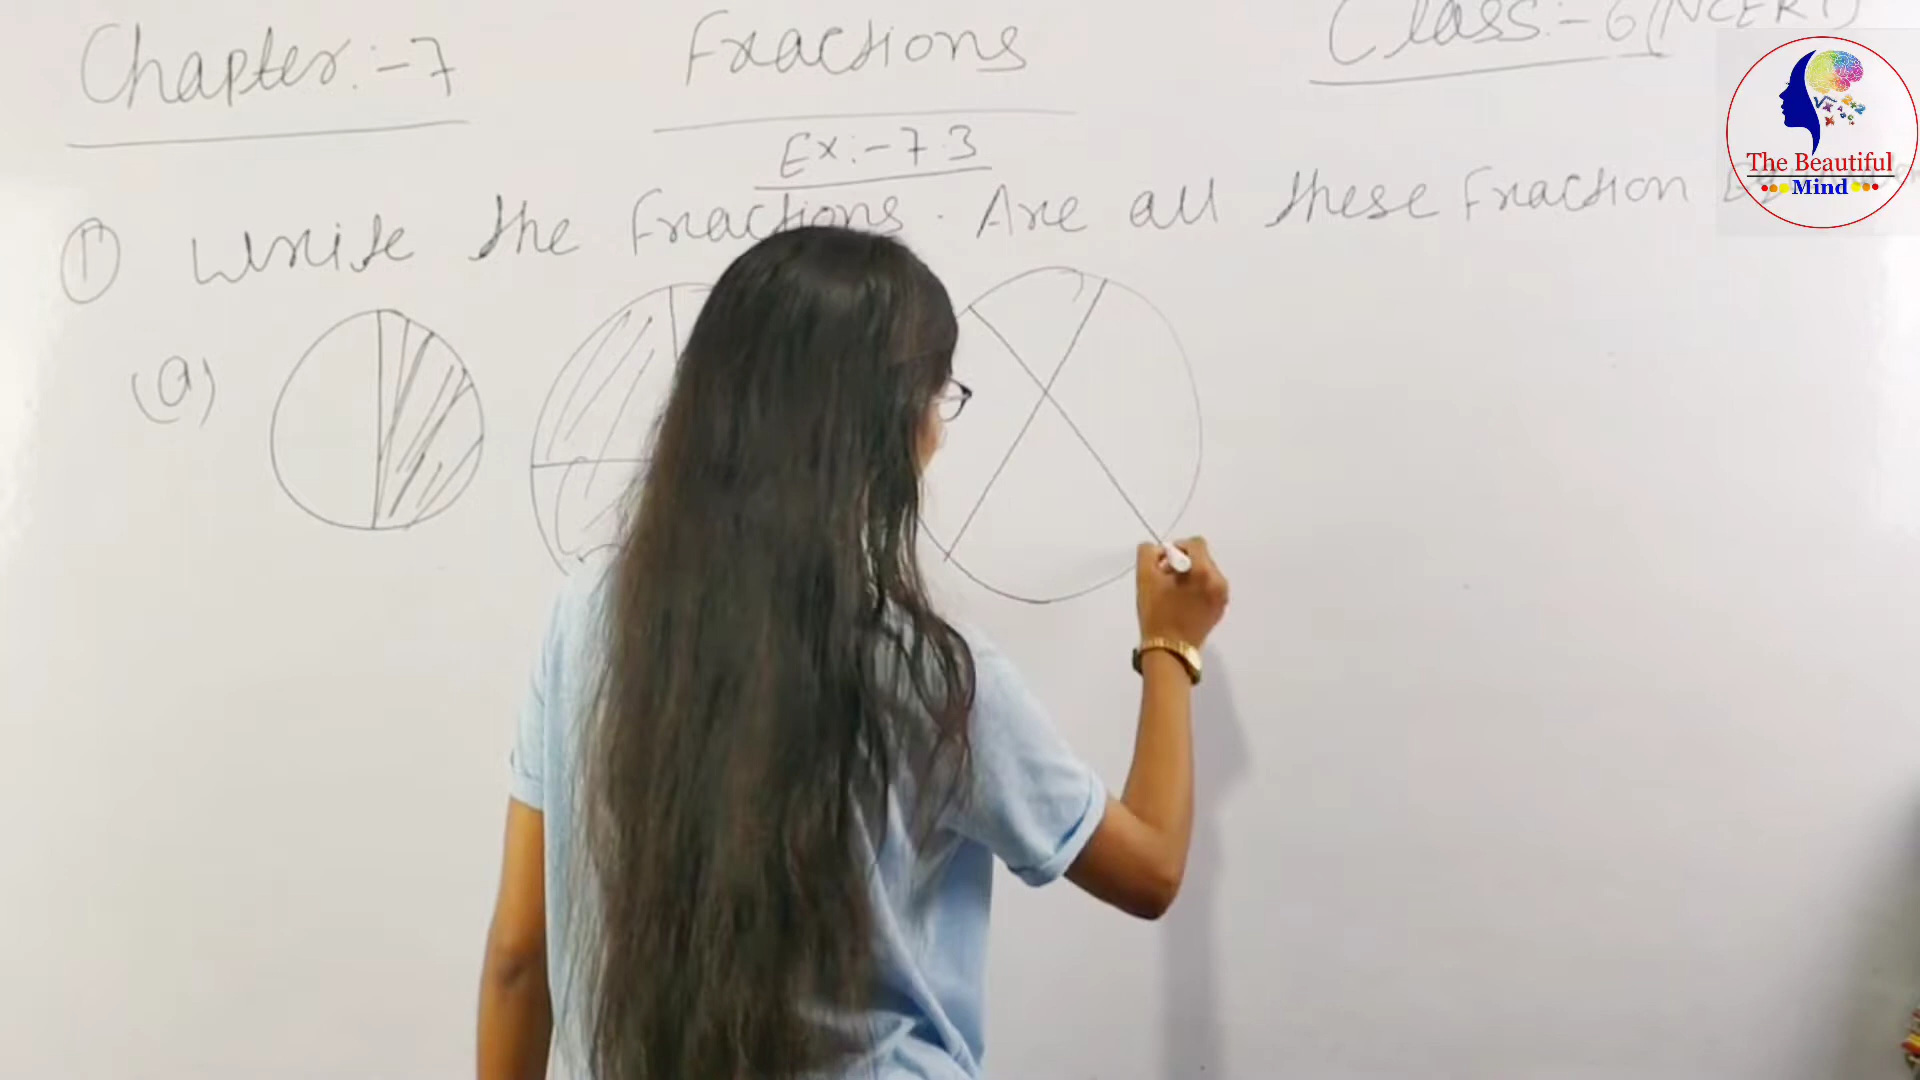 Chapter:-7 Fractions Class:-6 (NCERT)
Ex:-7.3
① Write the fractions. Are all these fraction
(a)
The Beautiful
Mind